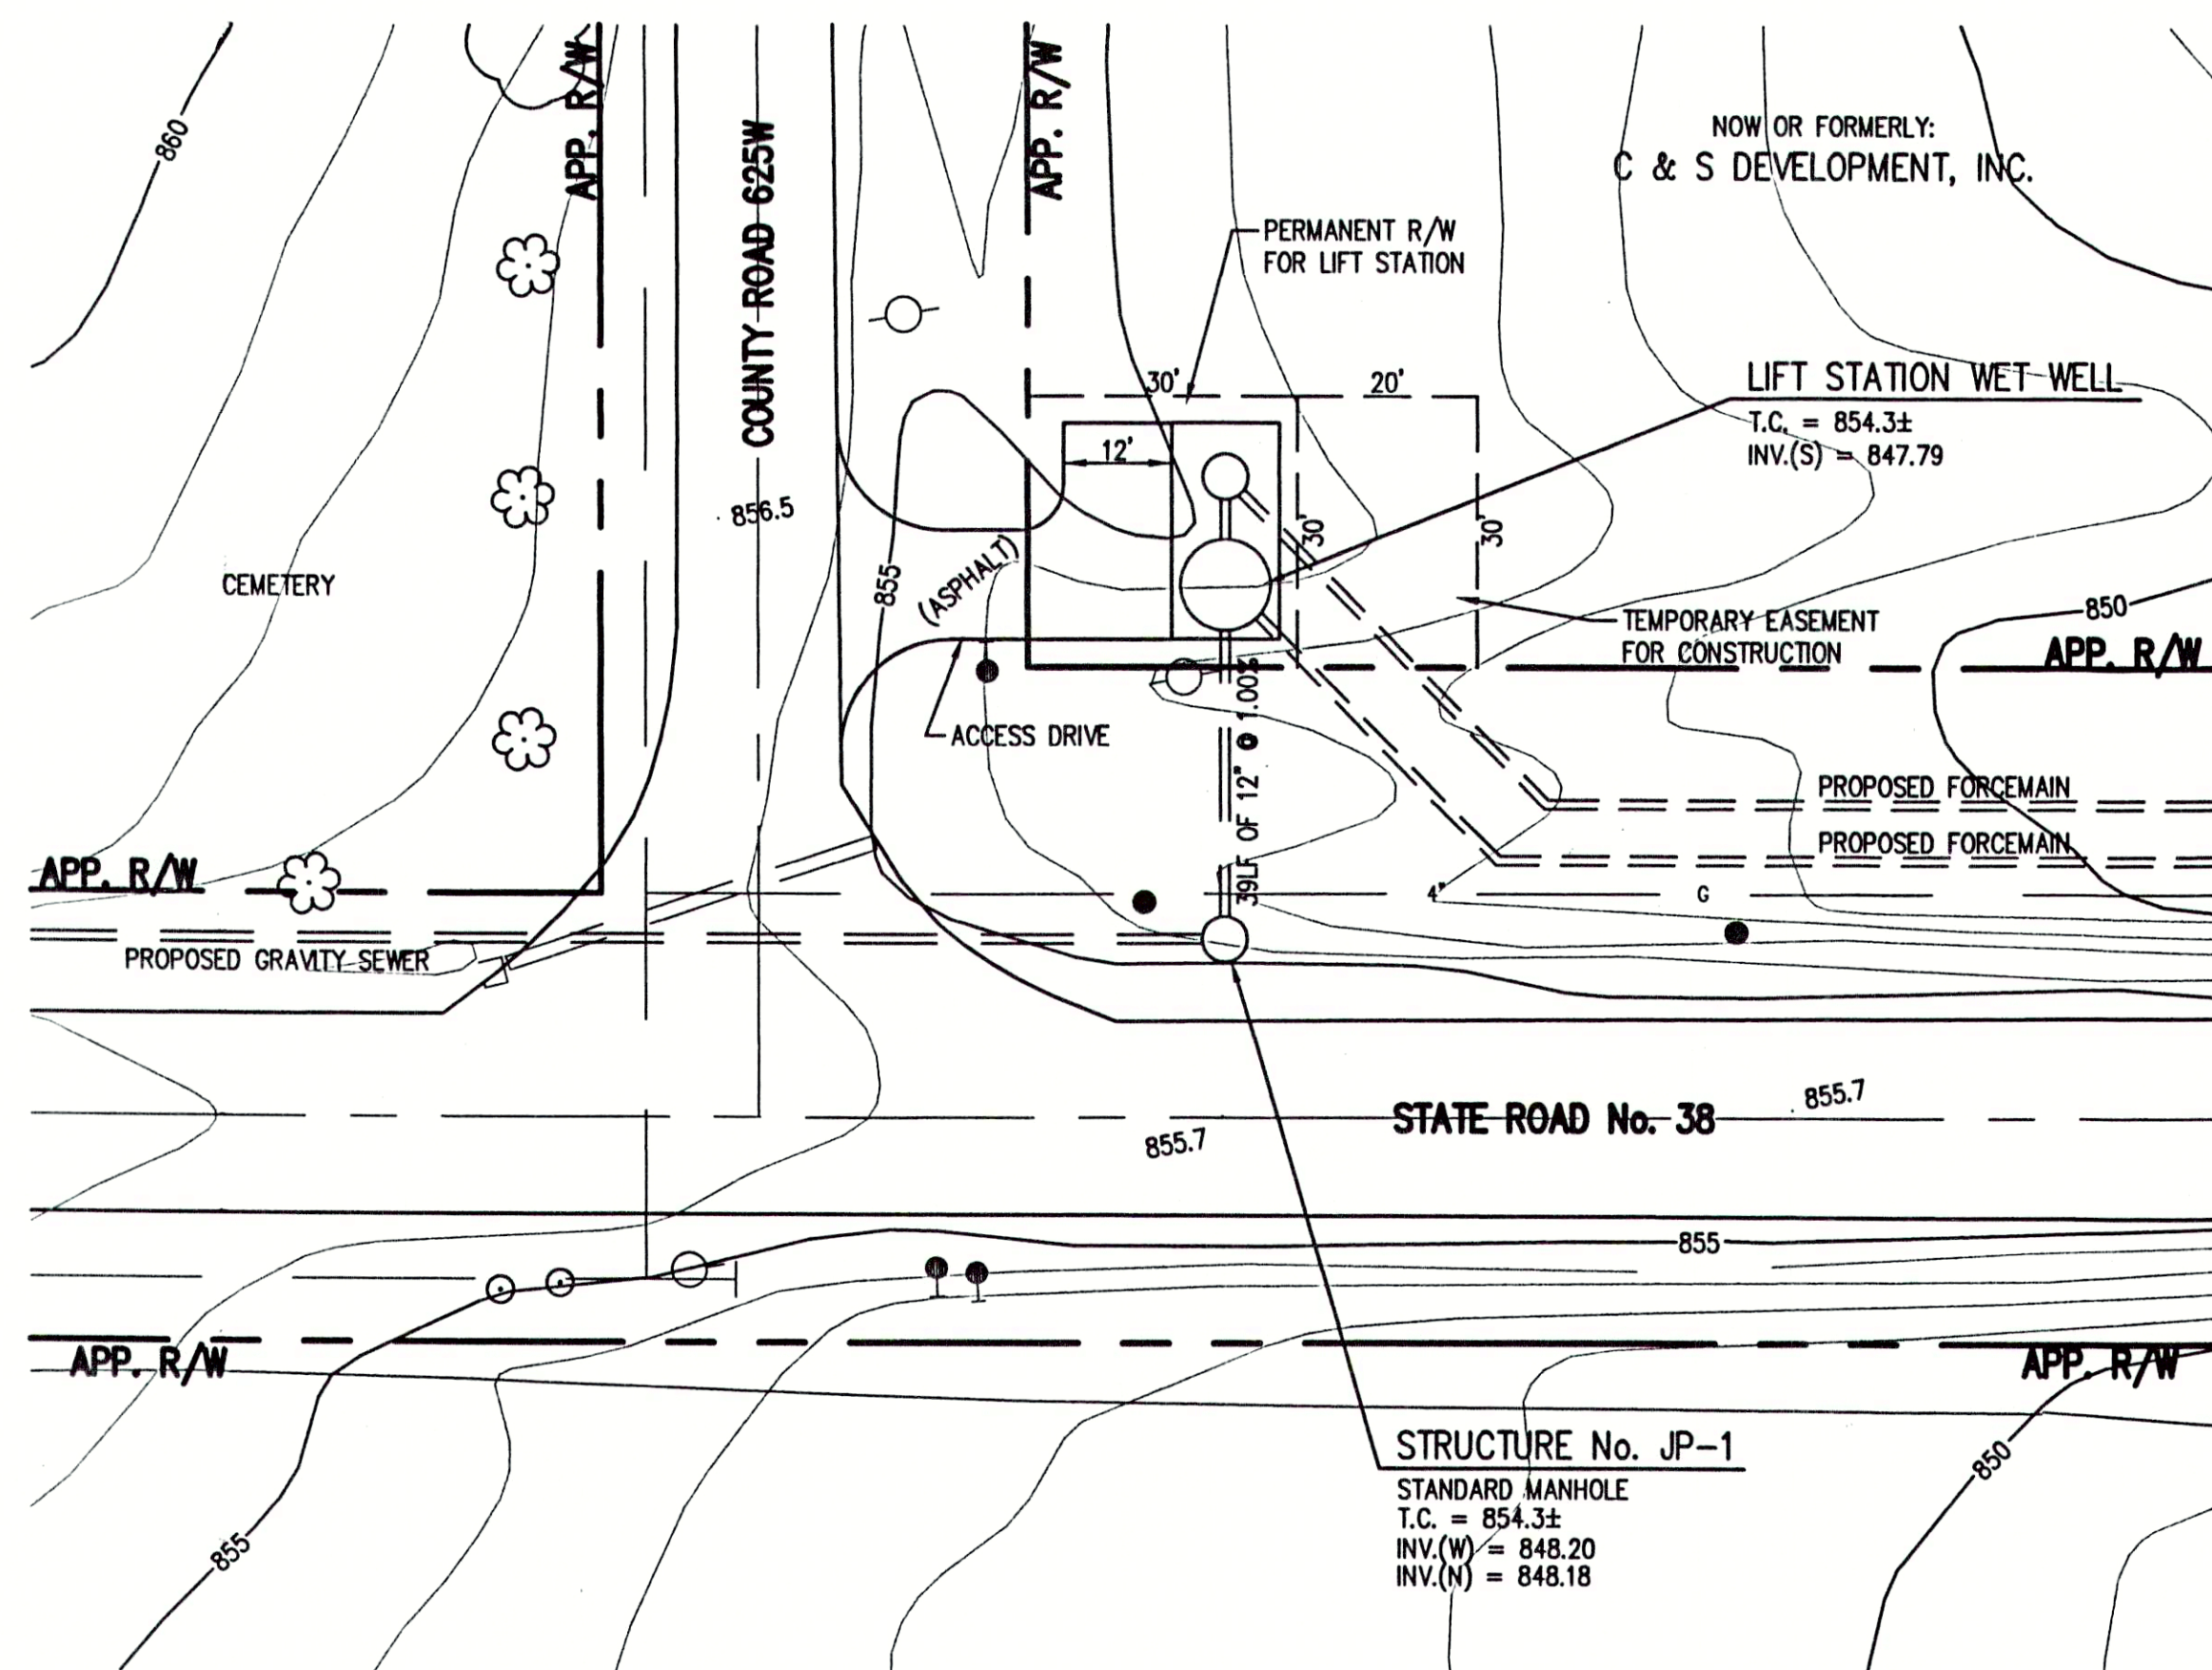 860
APP. R/W
COUNTY ROAD 625W
APP. R/W
NOW OR FORMERLY:
C & S DEVELOPMENT, INC.
PERMANENT R/W
FOR LIFT STATION
30'
20'
LIFT STATION WET WELL
T.C. = 854.3±
INV.(S) = 847.79
12'
856.5
30'
30'
855
(ASPHALT)
CEMETERY
TEMPORARY EASEMENT
FOR CONSTRUCTION
850
APP. R/W
ACCESS DRIVE
39LF OF 12" @ 1.00%
PROPOSED FORCEMAIN
PROPOSED FORCEMAIN
APP. R/W
4"
G
PROPOSED GRAVITY SEWER
STATE ROAD No. 38
855.7
855.7
855
APP. R/W
APP. R/W
STRUCTURE No. JP-1
STANDARD MANHOLE
T.C. = 854.3±
INV.(W) = 848.20
INV.(N) = 848.18
850
855